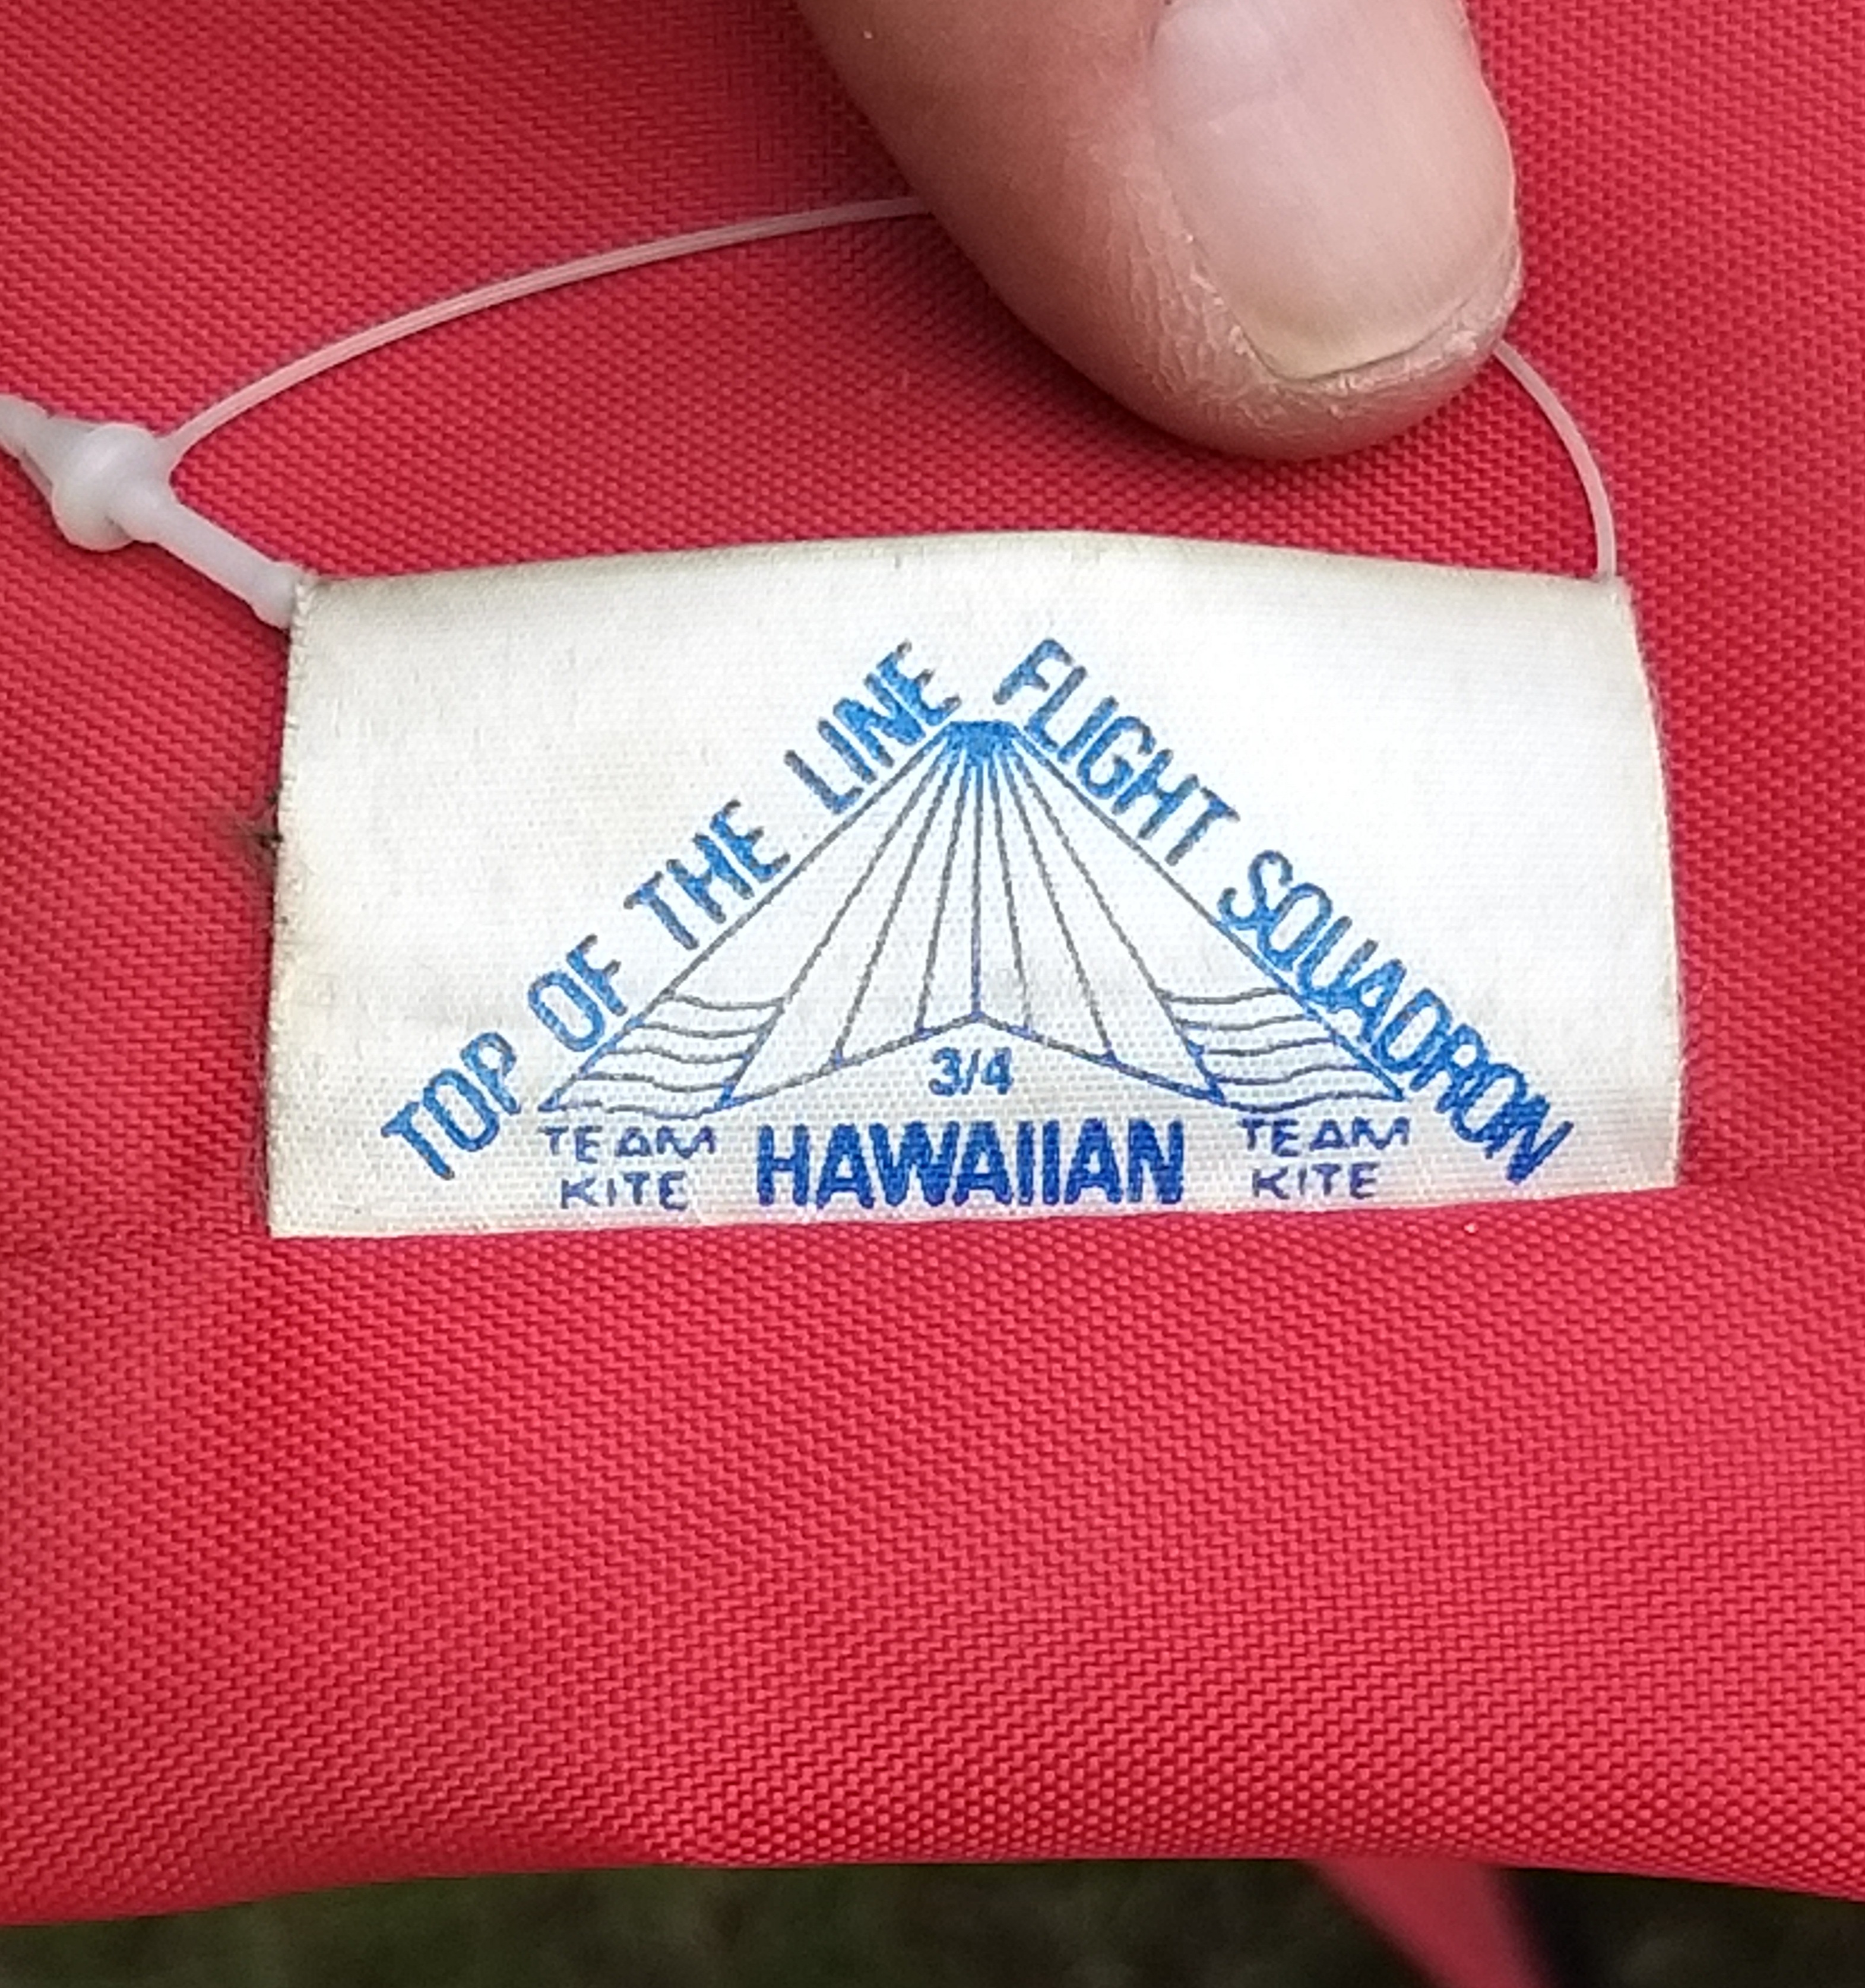 TOP OF THE LINE FLIGHT SQUADRON
3/4
TEAM KITE
HAWAIIAN
TEAM KITE